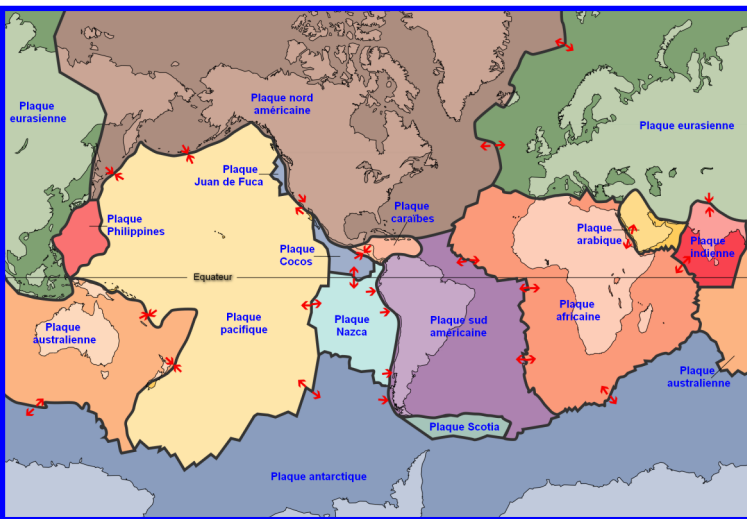 Plaque nord
américaine
Plaque
eurasienne
Plaque eurasienne
Plaque
Juan de Fuca
Plaque
caraïbes
Plaque
Philippines
Plaque
arabique
Plaque
indienne
Plaque
Cocos
Equateur
Plaque
pacifique
Plaque
Nazca
Plaque sud
américaine
Plaque
africaine
Plaque
australienne
Plaque
australienne
Plaque Scotia
Plaque antarctique